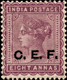 INDIA POSTAGE
C.E.F.
EIGHT ANNAS